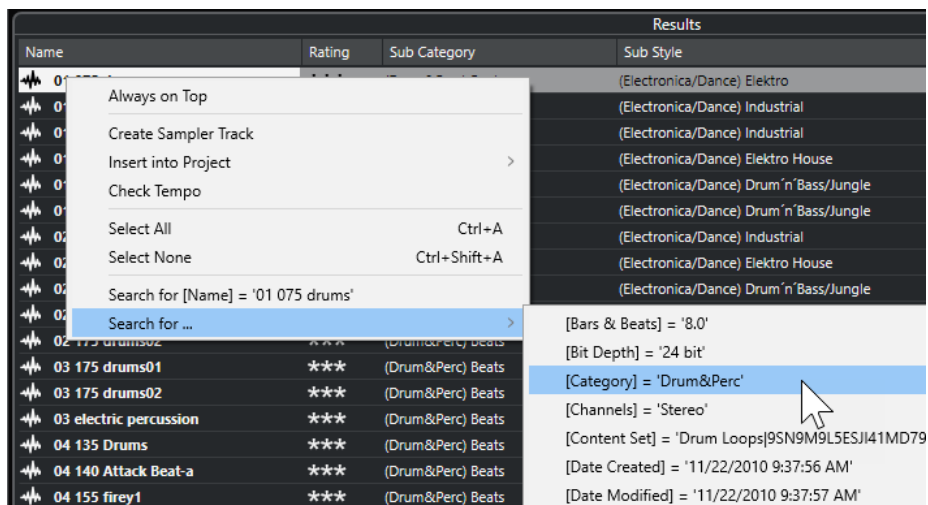 Results
Name Rating Sub Category Sub Style
(Electronica/Dance) Elektro
(Electronica/Dance) Industrial
(Electronica/Dance) Industrial
(Electronica/Dance) Elektro House
(Electronica/Dance) Drum´n´Bass/Jungle
(Electronica/Dance) Drum´n´Bass/Jungle
(Electronica/Dance) Industrial
(Electronica/Dance) Elektro House
(Electronica/Dance) Drum´n´Bass/Jungle
Always on Top
Create Sampler Track
Insert into Project
Check Tempo
Select All Ctrl+A
Select None Ctrl+Shift+A
Search for [Name] = '01 075 drums'
Search for ...
[Bars & Beats] = '8.0'
[Bit Depth] = '24 bit'
[Category] = 'Drum&Perc'
[Channels] = 'Stereo'
[Content Set] = 'Drum Loops|9SN9M9L5ESJI41MD79
[Date Created] = '11/22/2010 9:37:56 AM'
[Date Modified] = '11/22/2010 9:37:57 AM'
02 175 drums02 *** (Drum&Perc) Beats
03 175 drums01 *** (Drum&Perc) Beats
03 175 drums02 *** (Drum&Perc) Beats
03 electric percussion *** (Drum&Perc) Beats
04 135 Drums *** (Drum&Perc) Beats
04 140 Attack Beat-a *** (Drum&Perc) Beats
04 155 firey1 *** (Drum&Perc) Beats